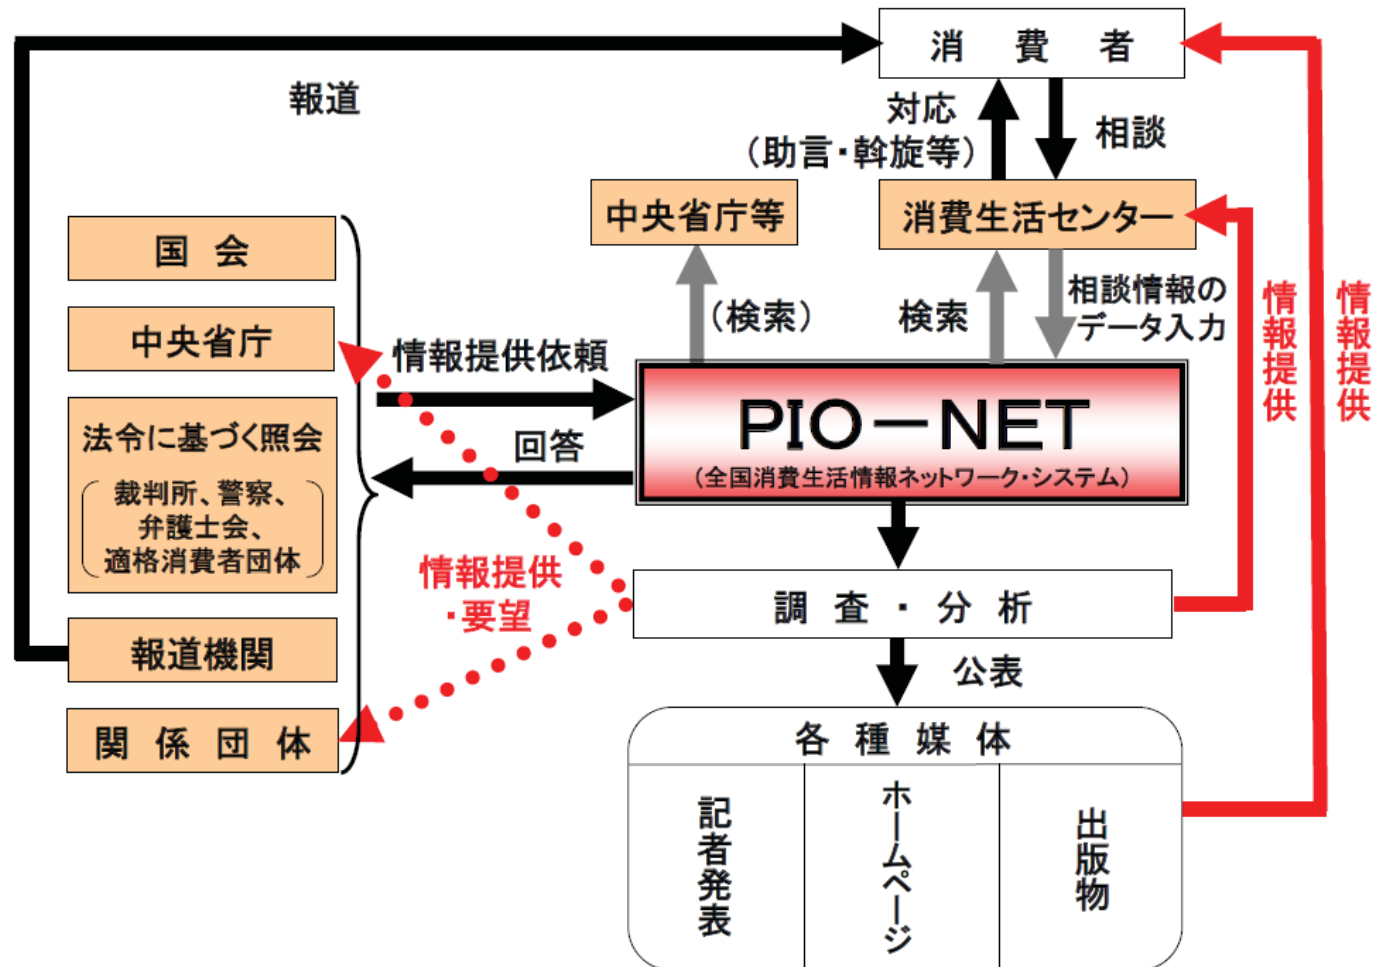 消費者
報道
対応
（助言・斡旋等）
相談
中央省庁等
消費生活センター
国会
中央省庁
法令に基づく照会
裁判所、警察、
弁護士会、
適格消費者団体
報道機関
関係団体
（検索）
検索
相談情報の
データ入力
情報提供
情報提供
情報提供依頼
回答
PIO－NET
（全国消費生活情報ネットワーク・システム）
情報提供
・要望
調査・分析
公表
各種媒体
記者発表
ホームページ
出版物